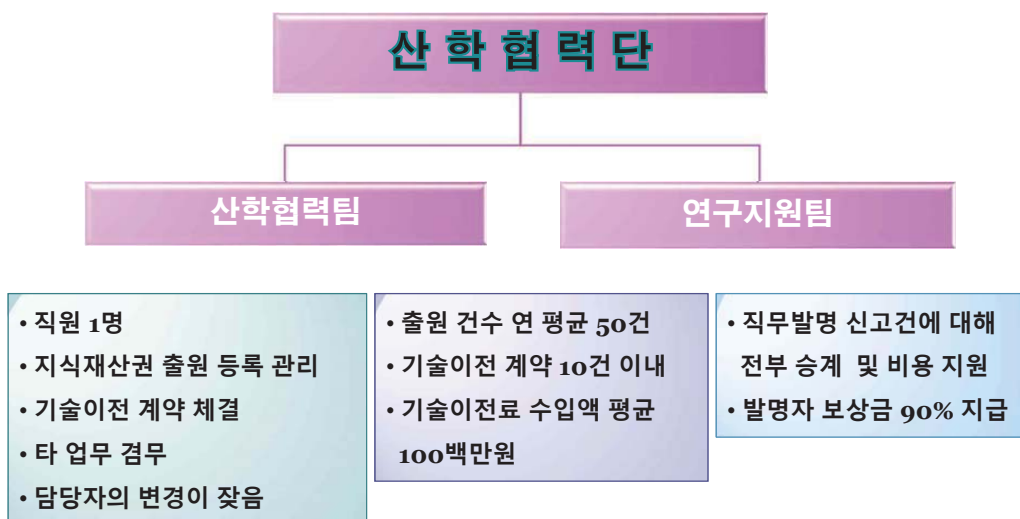 산 학 협 력 단
산학협력팀
연구지원팀
• 직원 1명
• 지식재산권 출원 등록 관리
• 기술이전 계약 체결
• 타 업무 겸무
• 담당자의 변경이 잦음
• 출원 건수 연 평균 50건
• 기술이전 계약 10건 이내
• 기술이전료 수입액 평균
100백만원
• 직무발명 신고건에 대해
전부 승계 및 비용 지원
• 발명자 보상금 90% 지급